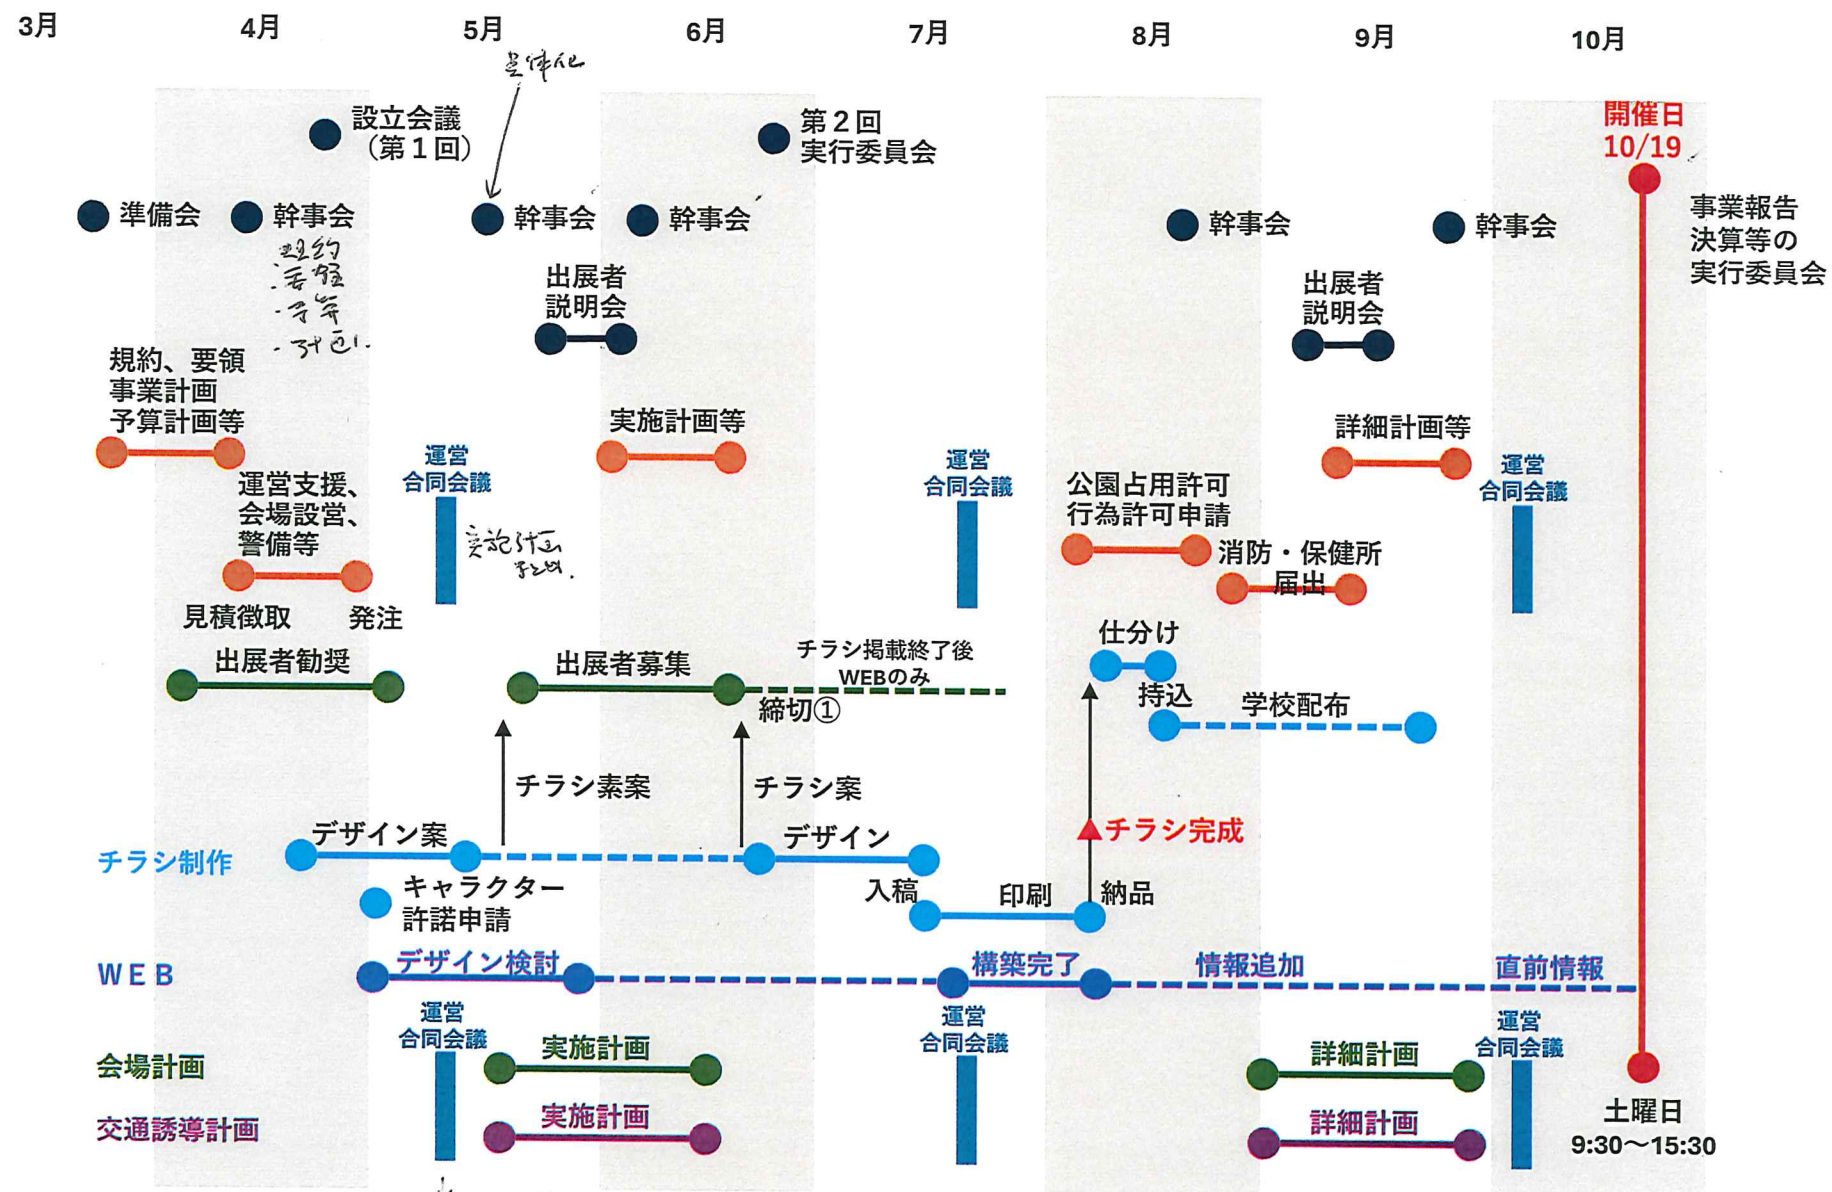 3月 4月 5月 6月 7月 8月 9月 10月
具体化
設立会議
（第１回）
第２回
実行委員会
開催日
10/19
準備会
幹事会
幹事会
幹事会
幹事会
幹事会
事業報告
決算等の
実行委員会
規約
・要領
・予算
・計画
出展者
説明会
出展者
説明会
規約、要領
事業計画
予算計画等
実施計画等
詳細計画等
運営
合同会議
運営
合同会議
運営
合同会議
運営支援、
会場設営、
警備等
実施計画
まとめ
公園占用許可
行為許可申請
消防・保健所
届出
見積徴取
発注
仕分け
出展者勧奨
出展者募集
チラシ掲載終了後
WEBのみ
締切①
持込
学校配布
チラシ素案
チラシ案
チラシ完成
チラシ制作
デザイン案
デザイン
キャラクター
許諾申請
入稿
印刷
納品
ＷＥＢ
デザイン検討
構築完了
情報追加
直前情報
運営
合同会議
運営
合同会議
運営
合同会議
会場計画
実施計画
詳細計画
交通誘導計画
実施計画
詳細計画
土曜日
9:30～15:30